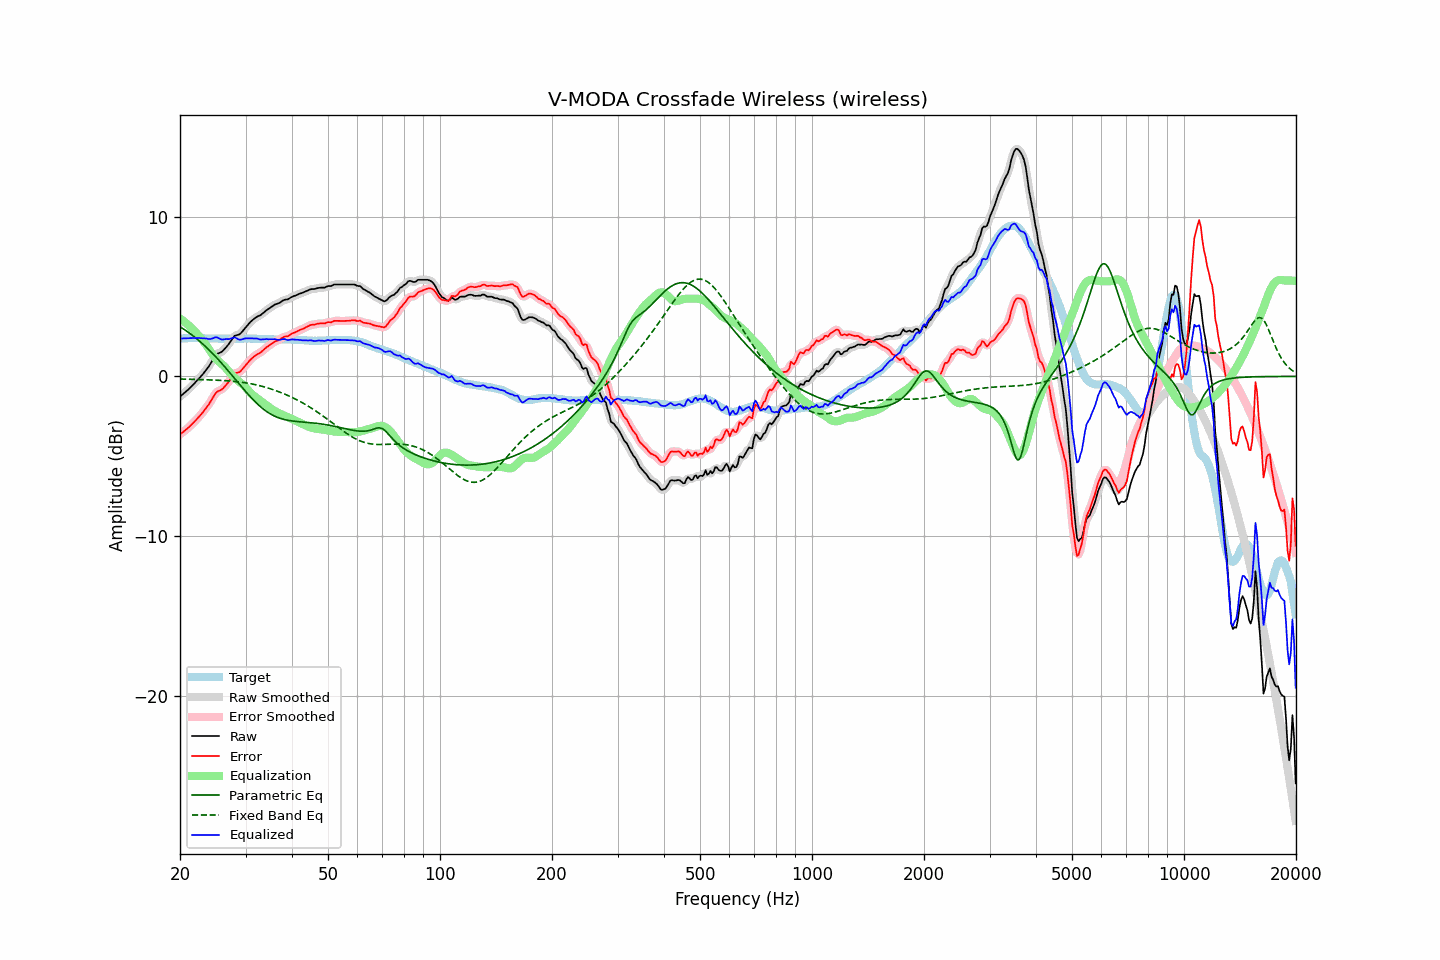 V-MODA Crossfade Wireless (wireless)
Amplitude (dBr)
10
0
−10
−20
Target
Raw Smoothed
Error Smoothed
Raw
Error
Equalization
Parametric Eq
Fixed Band Eq
Equalized
20 50 100 200 500 1000 2000 5000 10000 20000
Frequency (Hz)